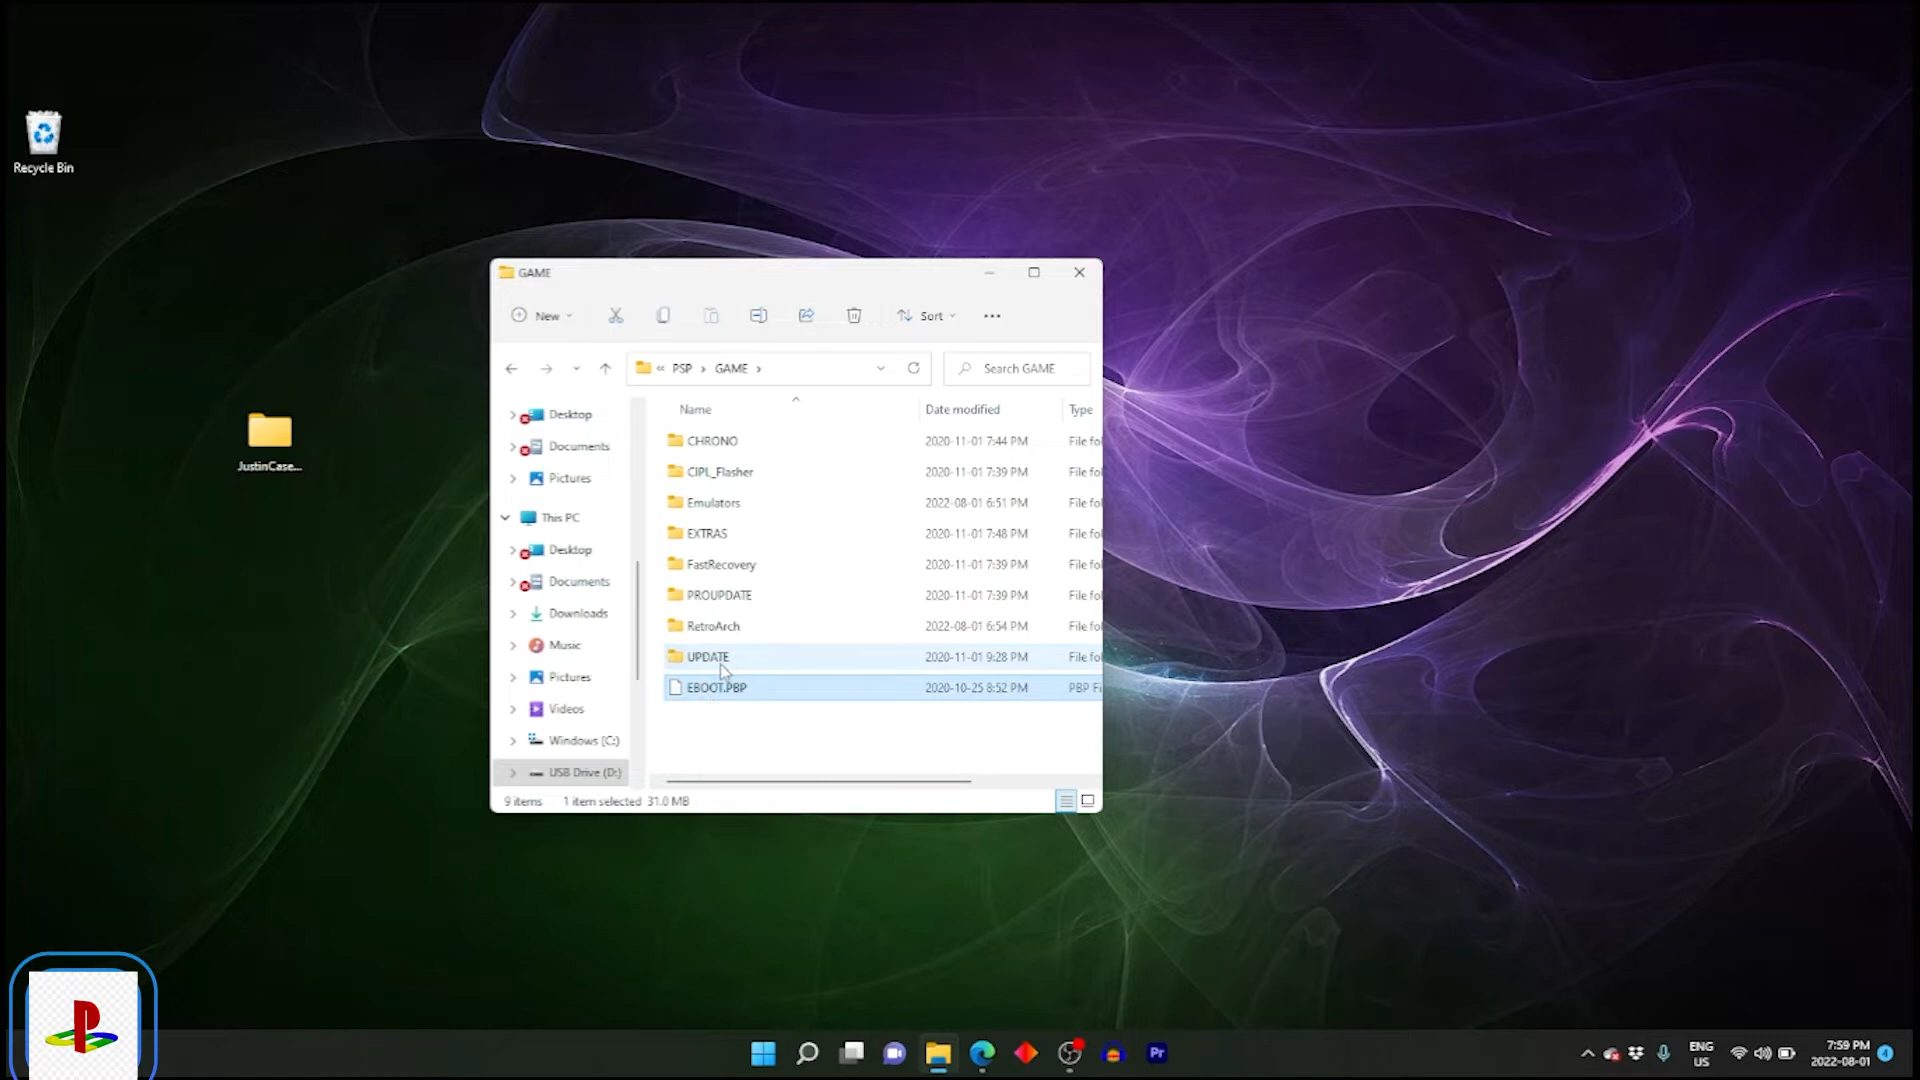 Recycle Bin
JustinCase...
GAME
New
Sort
PSP
GAME
Search GAME
Name
Date modified
Type
CHRONO 2020-11-01 7:44 PM File fol
CIPL_Flasher 2020-11-01 7:39 PM File fol
Emulators 2022-08-01 6:51 PM File fol
EXTRAS 2020-11-01 7:48 PM File fol
FastRecovery 2020-11-01 7:39 PM File fol
PROUPDATE 2020-11-01 7:39 PM File fol
RetroArch 2022-08-01 6:54 PM File fol
UPDATE 2020-11-01 9:28 PM File fol
EBOOT.PBP 2020-10-25 8:52 PM PBP Fi
Desktop
Documents
Pictures
This PC
Desktop
Documents
Downloads
Music
Pictures
Videos
Windows (C:)
USB Drive (D:)
9 items 1 item selected 31.0 MB
Pr
ENG
US
7:59 PM
2022-08-01
4